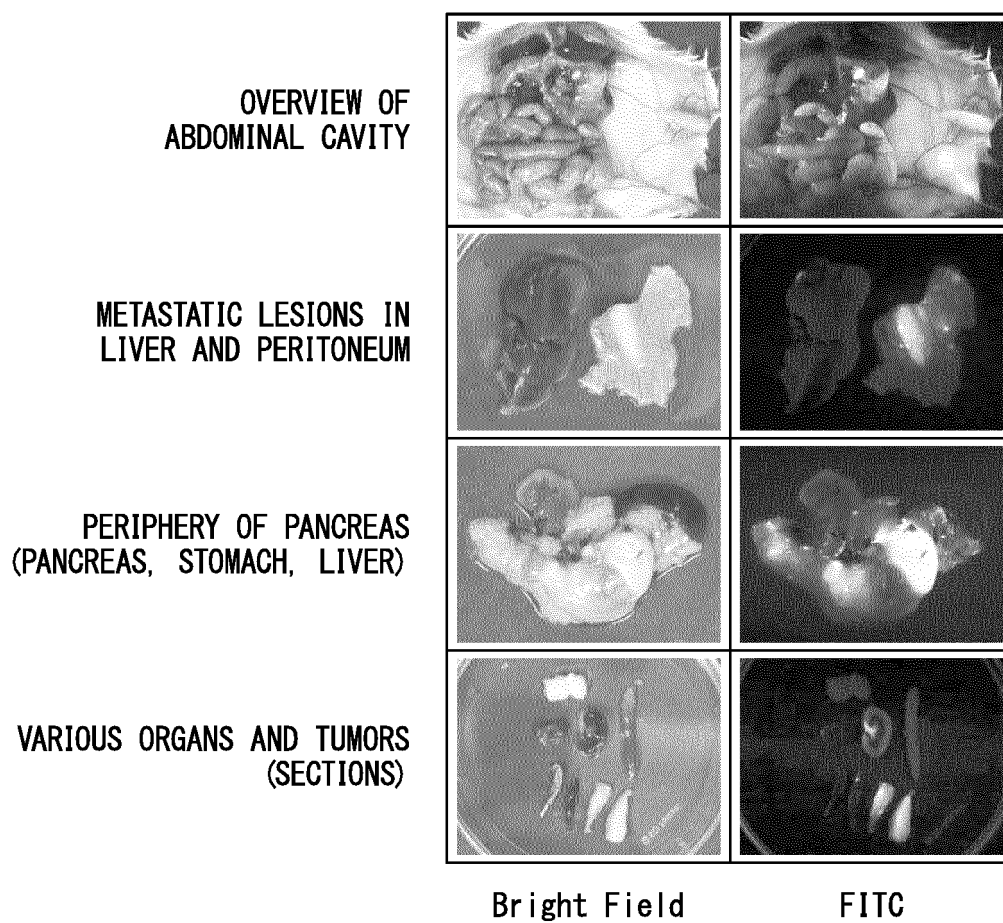 OVERVIEW OF
ABDOMINAL CAVITY
METASTATIC LESIONS IN
LIVER AND PERITONEUM
PERIPHERY OF PANCREAS
(PANCREAS, STOMACH, LIVER)
VARIOUS ORGANS AND TUMORS
(SECTIONS)
Bright Field
FITC